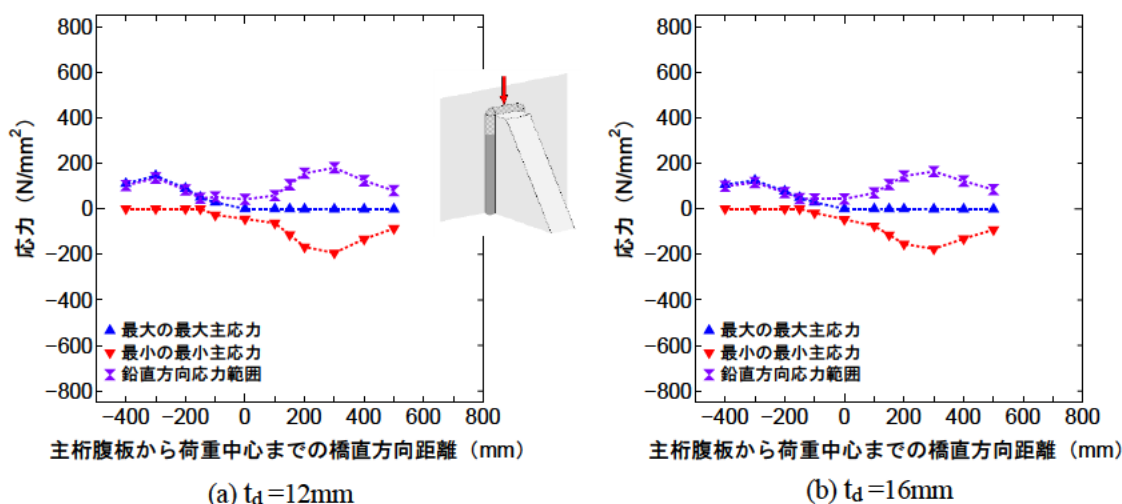 800
600
400
200
0
−200
−400
−600
−800
応力（N/mm²）
最大の最大主応力
最小の最小主応力
鉛直方向応力範囲
−400 −200 0 200 400 600 800
主桁腹板から荷重中心までの橋直方向距離（mm）
(a) td =12mm
800
600
400
200
0
−200
−400
−600
−800
応力（N/mm²）
最大の最大主応力
最小の最小主応力
鉛直方向応力範囲
−400 −200 0 200 400 600 800
主桁腹板から荷重中心までの橋直方向距離（mm）
(b) td =16mm